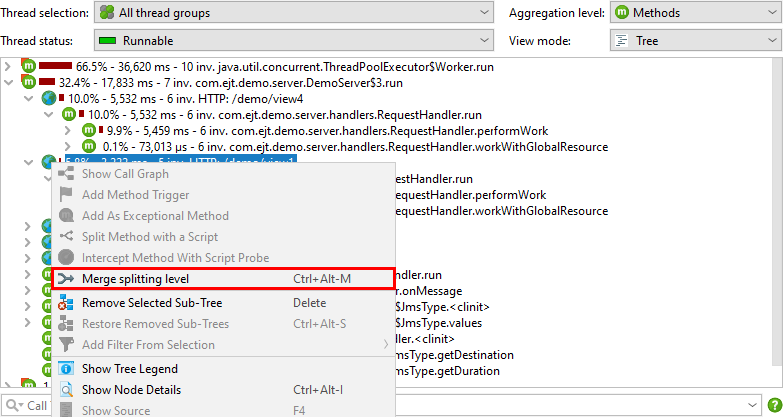 Thread selection: All thread groups Aggregation level: Methods
Thread status: Runnable View mode: Tree
66.5% - 36,620 ms - 10 inv. java.util.concurrent.ThreadPoolExecutor$Worker.run
32.4% - 17,833 ms - 7 inv. com.ejt.demo.server.DemoServer$3.run
10.0% - 5,532 ms - 6 inv. HTTP: /demo/view4
10.0% - 5,532 ms - 6 inv. com.ejt.demo.server.handlers.RequestHandler.run
9.9% - 5,459 ms - 6 inv. com.ejt.demo.server.handlers.RequestHandler.performWork
0.1% - 73,013 µs - 6 inv. com.ejt.demo.server.handlers.RequestHandler.workWithGlobalResource
HTTP: /demo/view1
Show Call Graph questHandler.run
Add Method Trigger RequestHandler.performWork
Add As Exceptional Method RequestHandler.workWithGlobalResource
Split Method with a Script
Intercept Method With Script Probe
Merge splitting level Ctrl+Alt-M dler.run
.onMessage
Remove Selected Sub-Tree Delete $JmsType.<clinit>
Restore Removed Sub-Trees Ctrl+Alt-S $JmsType.values
Add Filter From Selection ler.<clinit>
msType.getDestination
Show Tree Legend msType.getDuration
Show Node Details Ctrl+Alt-I
Call Show Source F4